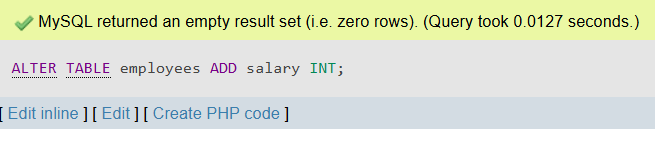 MySQL returned an empty result set (i.e. zero rows). (Query took 0.0127 seconds.)
ALTER TABLE employees ADD salary INT;
[ Edit inline ] [ Edit ] [ Create PHP code ]